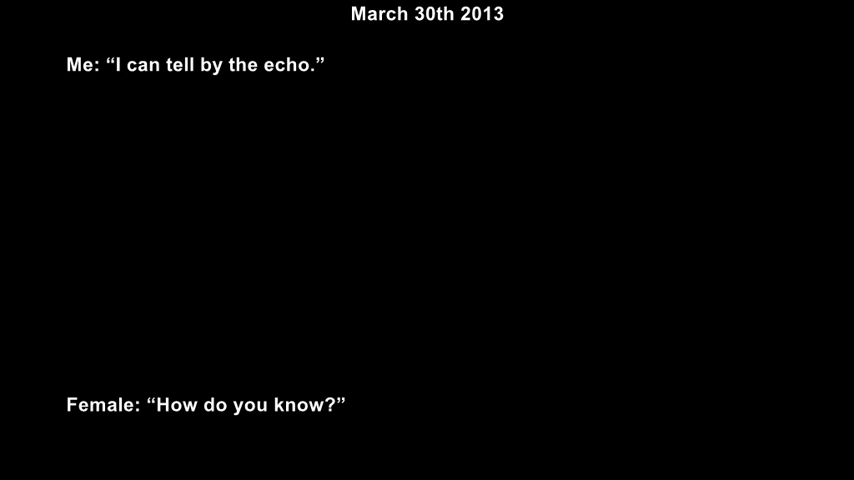 March 30th 2013
Me: “I can tell by the echo.”
Female: “How do you know?”